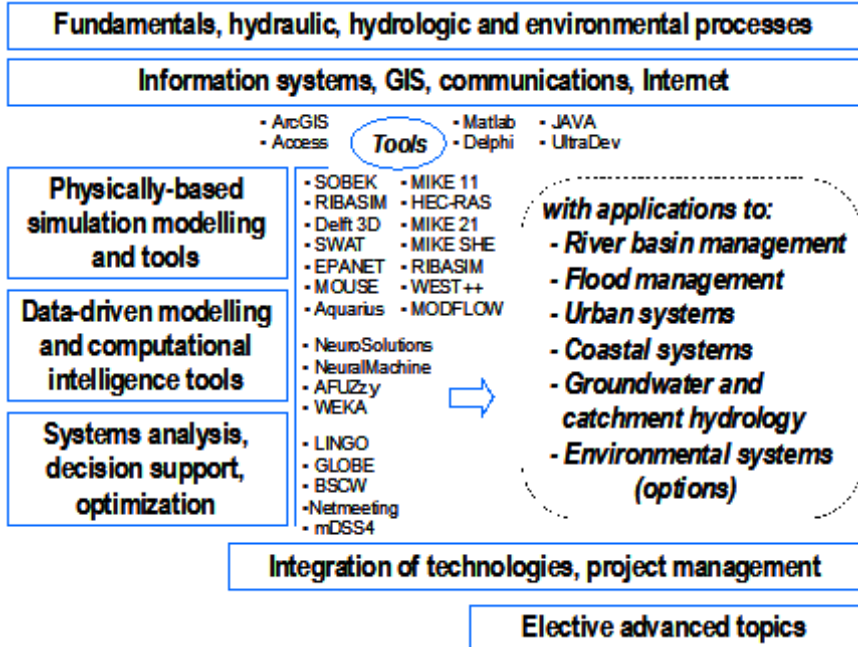 Fundamentals, hydraulic, hydrologic and environmental processes
Information systems, GIS, communications, Internet
- ArcGIS
- Access
Tools
- Matlab
- Delphi
- JAVA
- UltraDev
Physically-based
simulation modelling
and tools
Data-driven modelling
and computational
intelligence tools
Systems analysis,
decision support,
optimization
- SOBEK
- RIBASIM
- Delft 3D
- SWAT
- EPANET
- MOUSE
- Aquarius
- MIKE 11
- HEC-RAS
- MIKE 21
- MIKE SHE
- RIBASIM
- WEST++
- MODFLOW
- NeuroSolutions
- NeuralMachine
- AFUZzy
- WEKA
- LINGO
- GLOBE
- BSCW
-Netmeeting
- mDSS4
with applications to:
- River basin management
- Flood management
- Urban systems
- Coastal systems
- Groundwater and
catchment hydrology
- Environmental systems
(options)
Integration of technologies, project management
Elective advanced topics